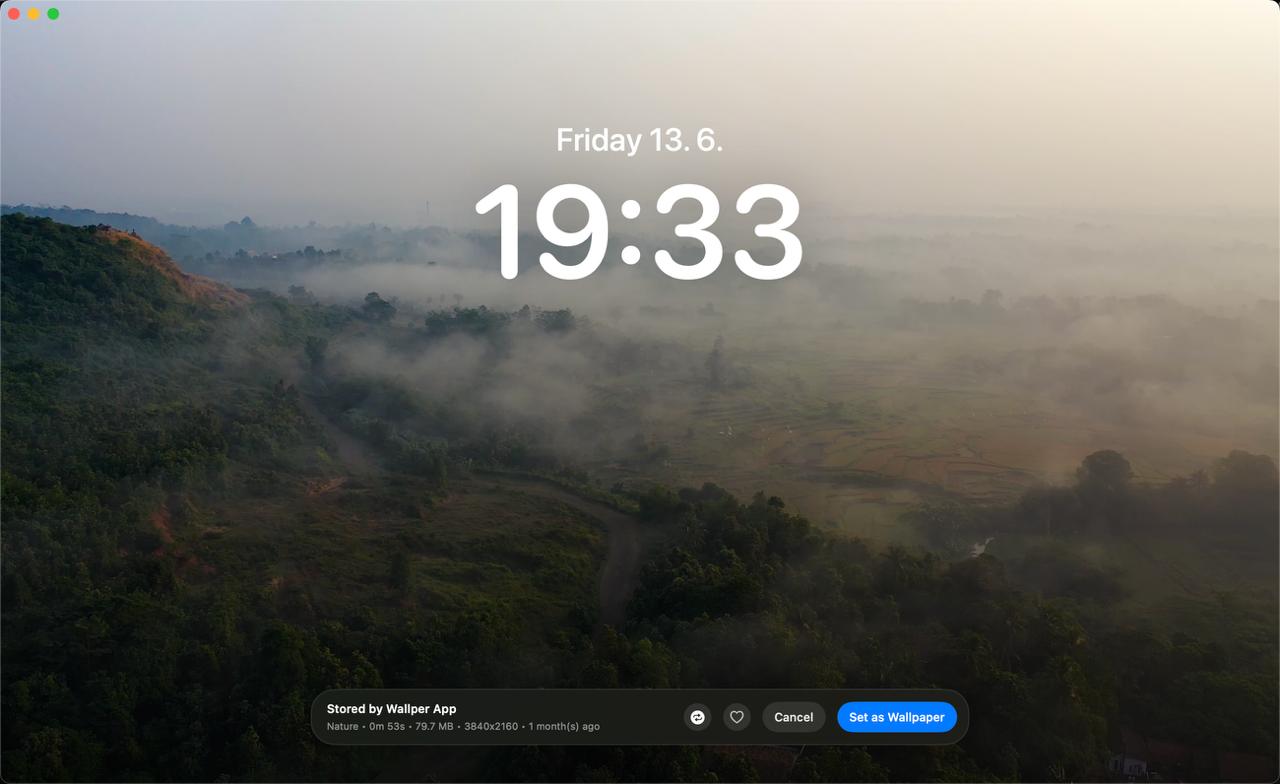 Friday 13. 6.
19:33
Stored by Wallper App
Nature • 0m 53s • 79.7 MB • 3840x2160 • 1 month(s) ago
Cancel
Set as Wallpaper